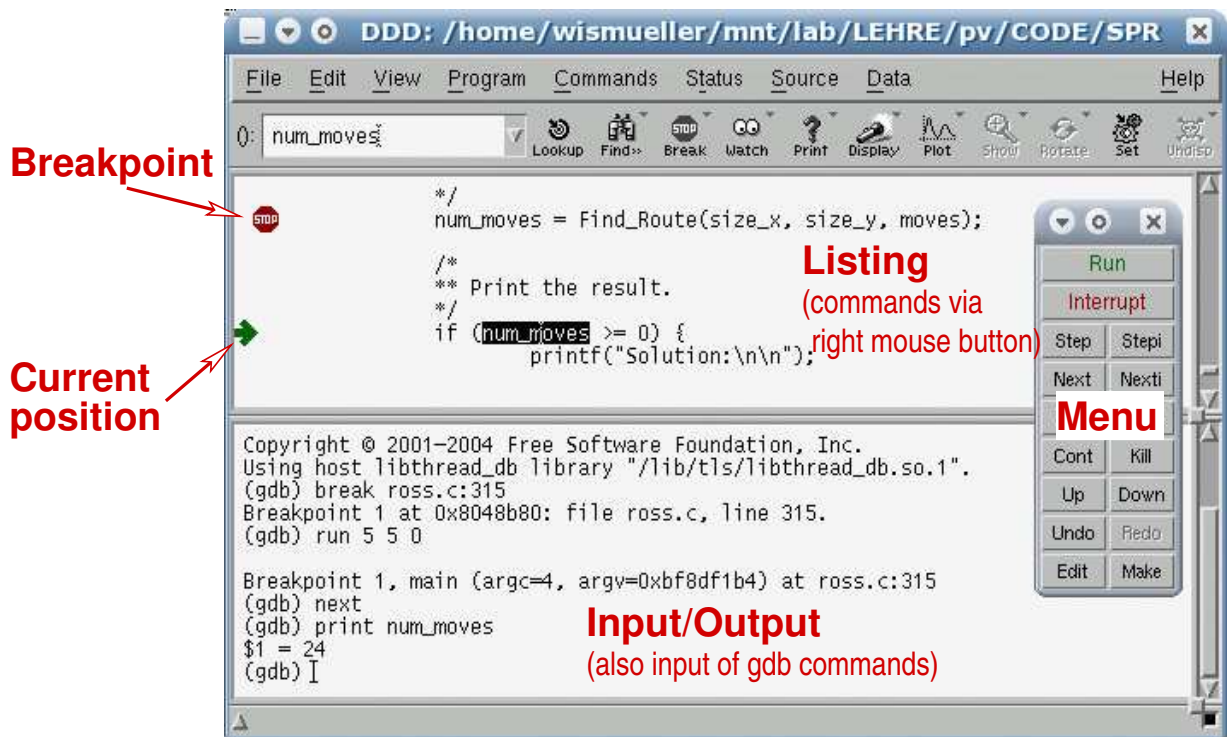 DDD: /home/wismueller/mnt/lab/LEHRE/pv/CODE/SPR
File Edit View Program Commands Status Source Data Help
(): num_moves
Lookup Find» Break Watch Print Display Plot Show Rotate Set Undisp
Breakpoint
STOP
*/
num_moves = Find_Route(size_x, size_y, moves);
/*
** Print the result.
*/
if (num_moves >= 0) {
printf("Solution:\n\n");
Listing
(commands via
right mouse button)
Current
position
Run
Interrupt
Step Stepi
Next Nexti
Menu
Cont Kill
Up Down
Undo Redo
Edit Make
Copyright © 2001-2004 Free Software Foundation, Inc.
Using host libthread_db library "/lib/tls/libthread_db.so.1".
(gdb) break ross.c:315
Breakpoint 1 at 0x8048b80: file ross.c, line 315.
(gdb) run 5 5 0
Breakpoint 1, main (argc=4, argv=0xbf8df1b4) at ross.c:315
(gdb) next
(gdb) print num_moves
$1 = 24
(gdb)
Input/Output
(also input of gdb commands)